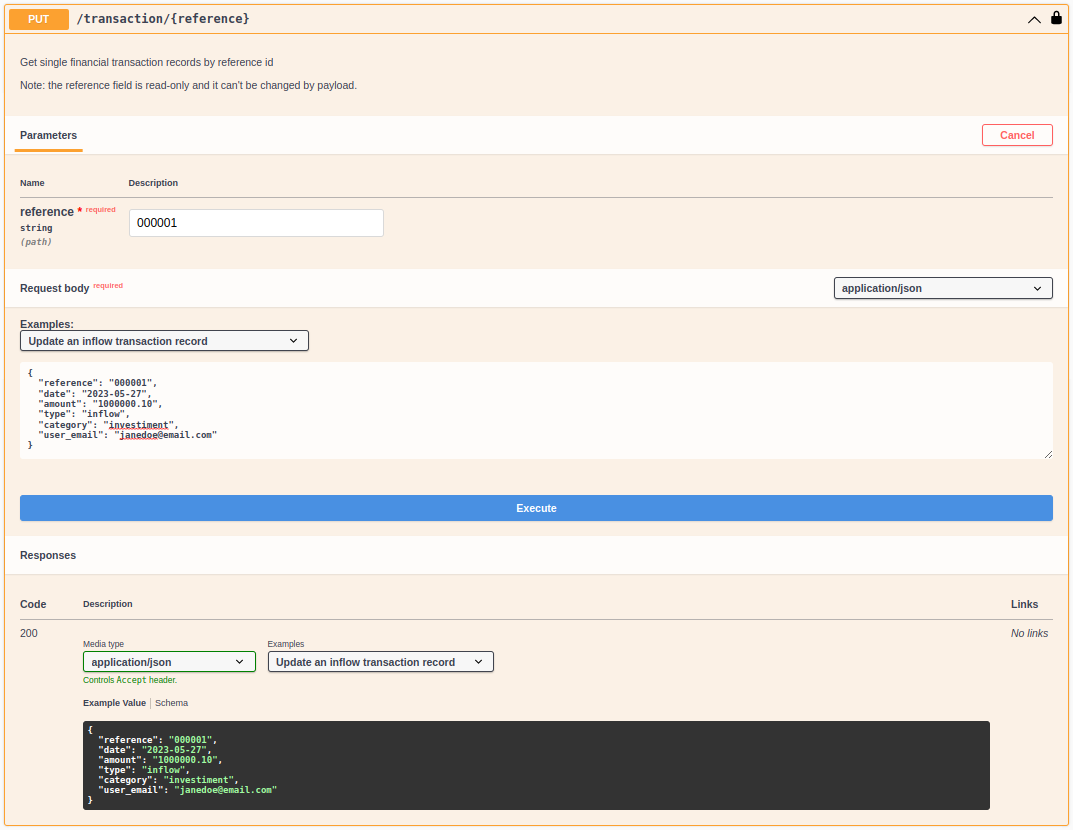 PUT /transaction/{reference}
Get single financial transaction records by reference id
Note: the reference field is read-only and it can't be changed by payload.
Parameters
Cancel
Name Description
reference * required
string
(path)
000001
Request body required
application/json
Examples:
Update an inflow transaction record
{
"reference": "000001",
"date": "2023-05-27",
"amount": "1000000.10",
"type": "inflow",
"category": "investiment",
"user_email": "janedoe@email.com"
}
Execute
Responses
Code Description Links
200 No links
Media type Examples
application/json Update an inflow transaction record
Controls Accept header.
Example Value | Schema
{
"reference": "000001",
"date": "2023-05-27",
"amount": "1000000.10",
"type": "inflow",
"category": "investiment",
"user_email": "janedoe@email.com"
}